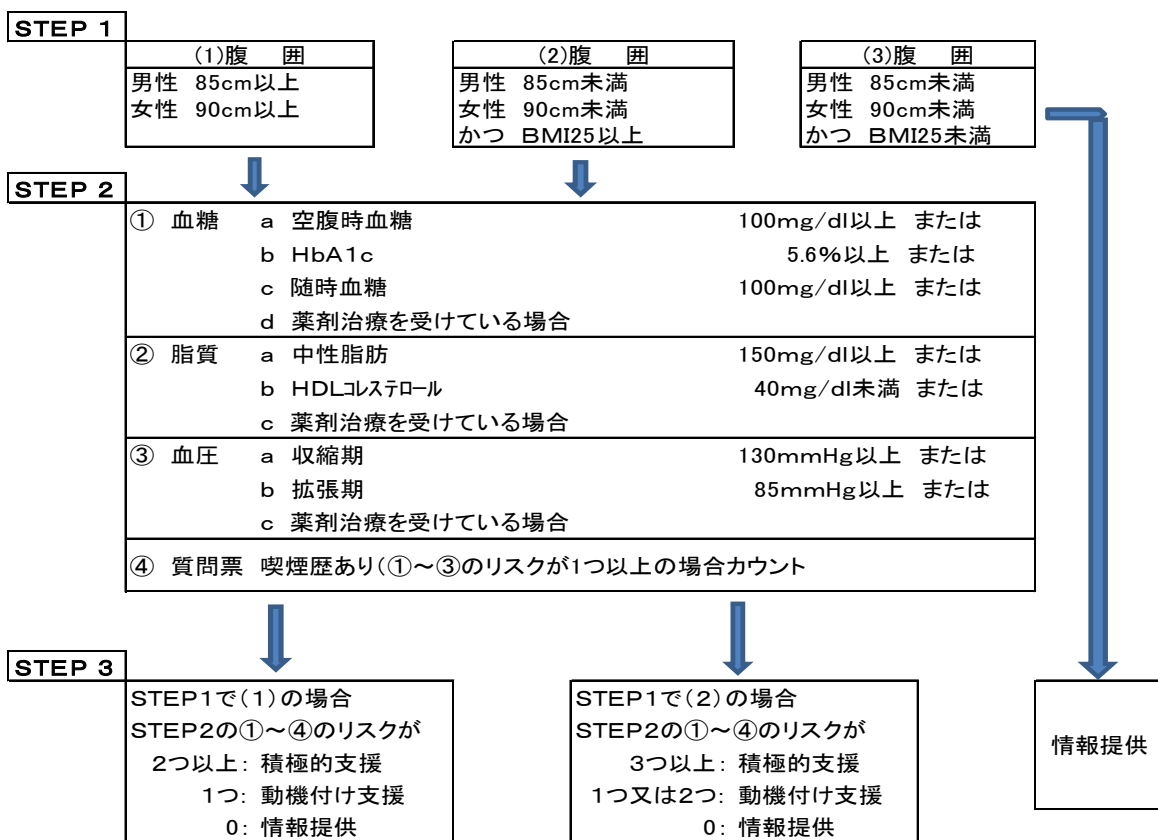 STEP 1
(1)腹　囲
男性 85cm以上
女性 90cm以上
(2)腹　囲
男性 85cm未満
女性 90cm未満
かつ BMI25以上
(3)腹　囲
男性 85cm未満
女性 90cm未満
かつ BMI25未満
STEP 2
① 血糖 a 空腹時血糖 100mg/dl以上 または
b HbA1c 5.6%以上 または
c 随時血糖 100mg/dl以上 または
d 薬剤治療を受けている場合
② 脂質 a 中性脂肪 150mg/dl以上 または
b HDLコレステロール 40mg/dl未満 または
c 薬剤治療を受けている場合
③ 血圧 a 収縮期 130mmHg以上 または
b 拡張期 85mmHg以上 または
c 薬剤治療を受けている場合
④ 質問票 喫煙歴あり(①～③のリスクが1つ以上の場合カウント
STEP 3
STEP1で(1)の場合
STEP2の①～④のリスクが
2つ以上: 積極的支援
1つ: 動機付け支援
0: 情報提供
STEP1で(2)の場合
STEP2の①～④のリスクが
3つ以上: 積極的支援
1つ又は2つ: 動機付け支援
0: 情報提供
情報提供